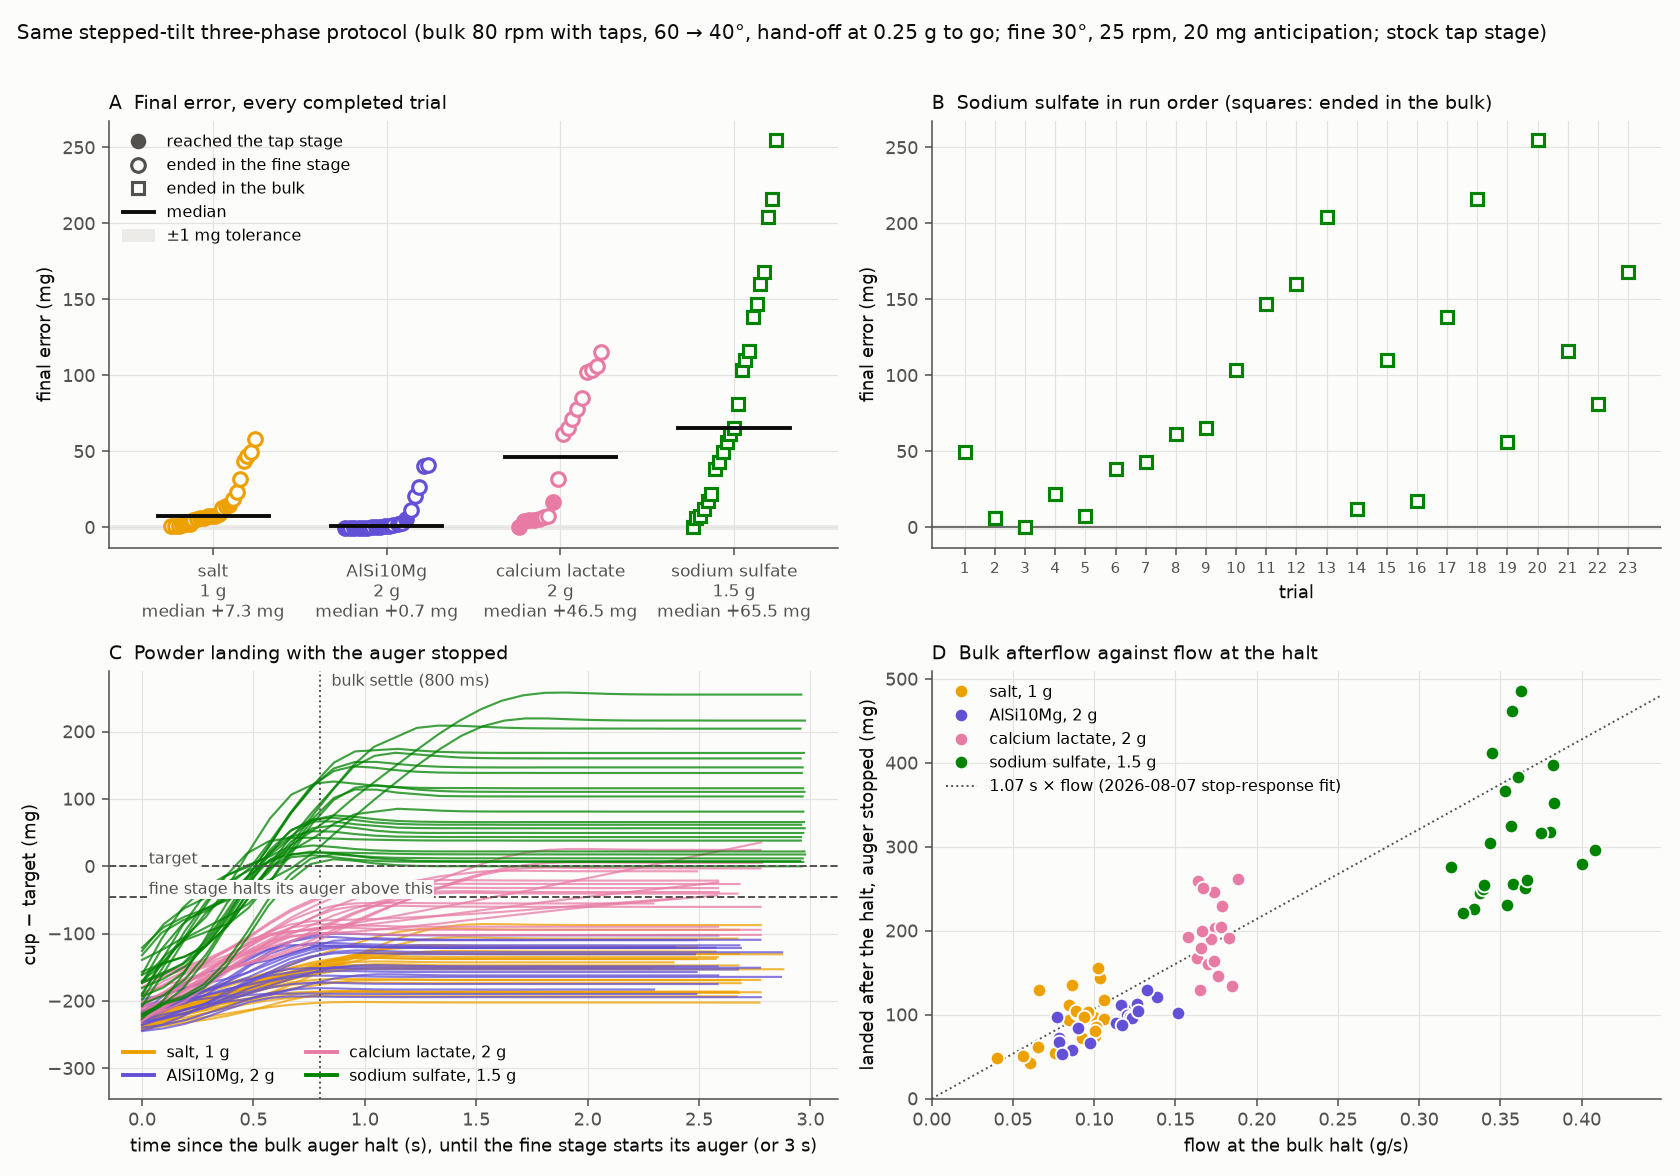 Same stepped-tilt three-phase protocol (bulk 80 rpm with taps, 60 → 40°, hand-off at 0.25 g to go; fine 30°, 25 rpm, 20 mg anticipation; stock tap stage)
A Final error, every completed trial
final error (mg)
250
200
150
100
50
0
reached the tap stage
ended in the fine stage
ended in the bulk
median
±1 mg tolerance
salt
1 g
median +7.3 mg
AlSi10Mg
2 g
median +0.7 mg
calcium lactate
2 g
median +46.5 mg
sodium sulfate
1.5 g
median +65.5 mg
B Sodium sulfate in run order (squares: ended in the bulk)
final error (mg)
250
200
150
100
50
0
1 2 3 4 5 6 7 8 9 10 11 12 13 14 15 16 17 18 19 20 21 22 23
trial
C Powder landing with the auger stopped
cup − target (mg)
200
100
0
−100
−200
−300
bulk settle (800 ms)
target
fine stage halts its auger above this
salt, 1 g
AlSi10Mg, 2 g
calcium lactate, 2 g
sodium sulfate, 1.5 g
0.0 0.5 1.0 1.5 2.0 2.5 3.0
time since the bulk auger halt (s), until the fine stage starts its auger (or 3 s)
D Bulk afterflow against flow at the halt
landed after the halt, auger stopped (mg)
500
400
300
200
100
0
salt, 1 g
AlSi10Mg, 2 g
calcium lactate, 2 g
sodium sulfate, 1.5 g
1.07 s × flow (2026-08-07 stop-response fit)
0.00 0.05 0.10 0.15 0.20 0.25 0.30 0.35 0.40
flow at the bulk halt (g/s)